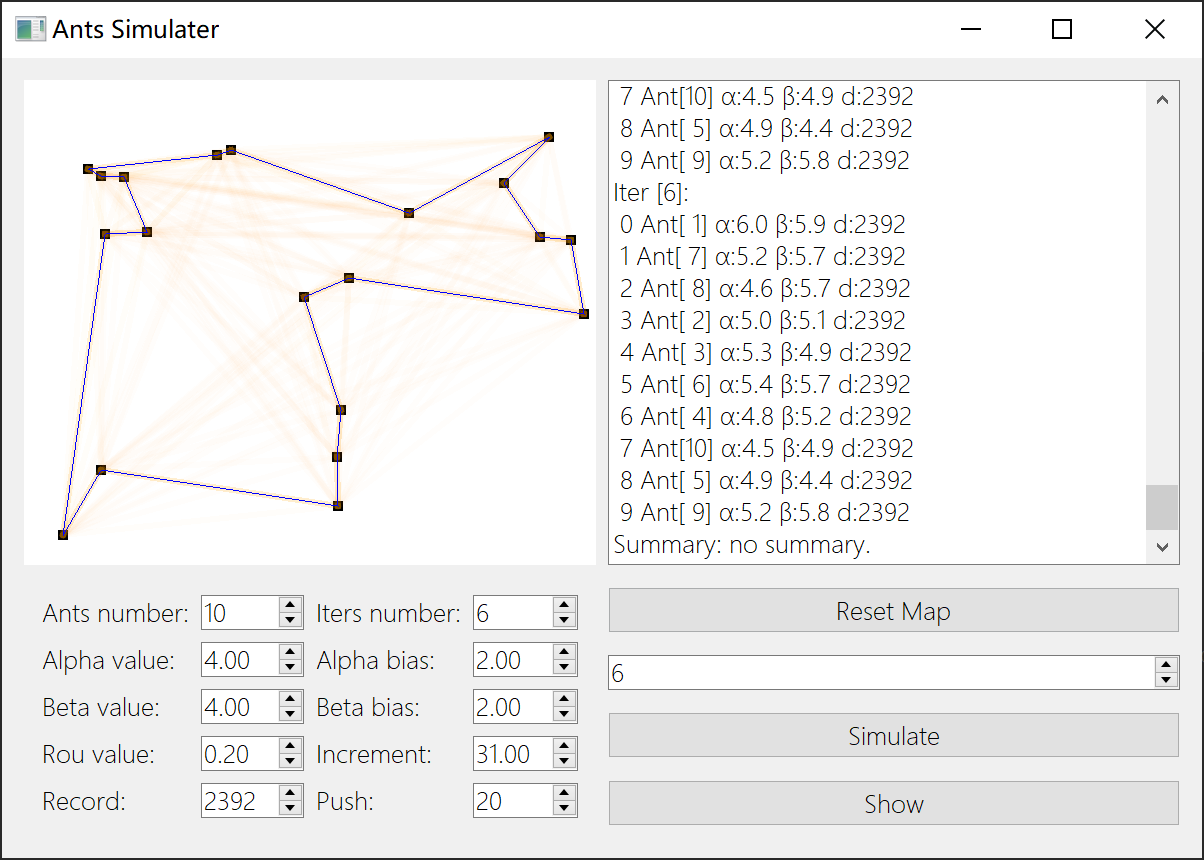 Ants Simulater
7 Ant[10] α:4.5 β:4.9 d:2392
8 Ant[ 5] α:4.9 β:4.4 d:2392
9 Ant[ 9] α:5.2 β:5.8 d:2392
Iter [6]:
0 Ant[ 1] α:6.0 β:5.9 d:2392
1 Ant[ 7] α:5.2 β:5.7 d:2392
2 Ant[ 8] α:4.6 β:5.7 d:2392
3 Ant[ 2] α:5.0 β:5.1 d:2392
4 Ant[ 3] α:5.3 β:4.9 d:2392
5 Ant[ 6] α:5.4 β:5.7 d:2392
6 Ant[ 4] α:4.8 β:5.2 d:2392
7 Ant[10] α:4.5 β:4.9 d:2392
8 Ant[ 5] α:4.9 β:4.4 d:2392
9 Ant[ 9] α:5.2 β:5.8 d:2392
Summary: no summary.
Ants number: 10 Iters number: 6
Alpha value: 4.00 Alpha bias: 2.00
Beta value: 4.00 Beta bias: 2.00
Rou value: 0.20 Increment: 31.00
Record: 2392 Push: 20
Reset Map
6
Simulate
Show